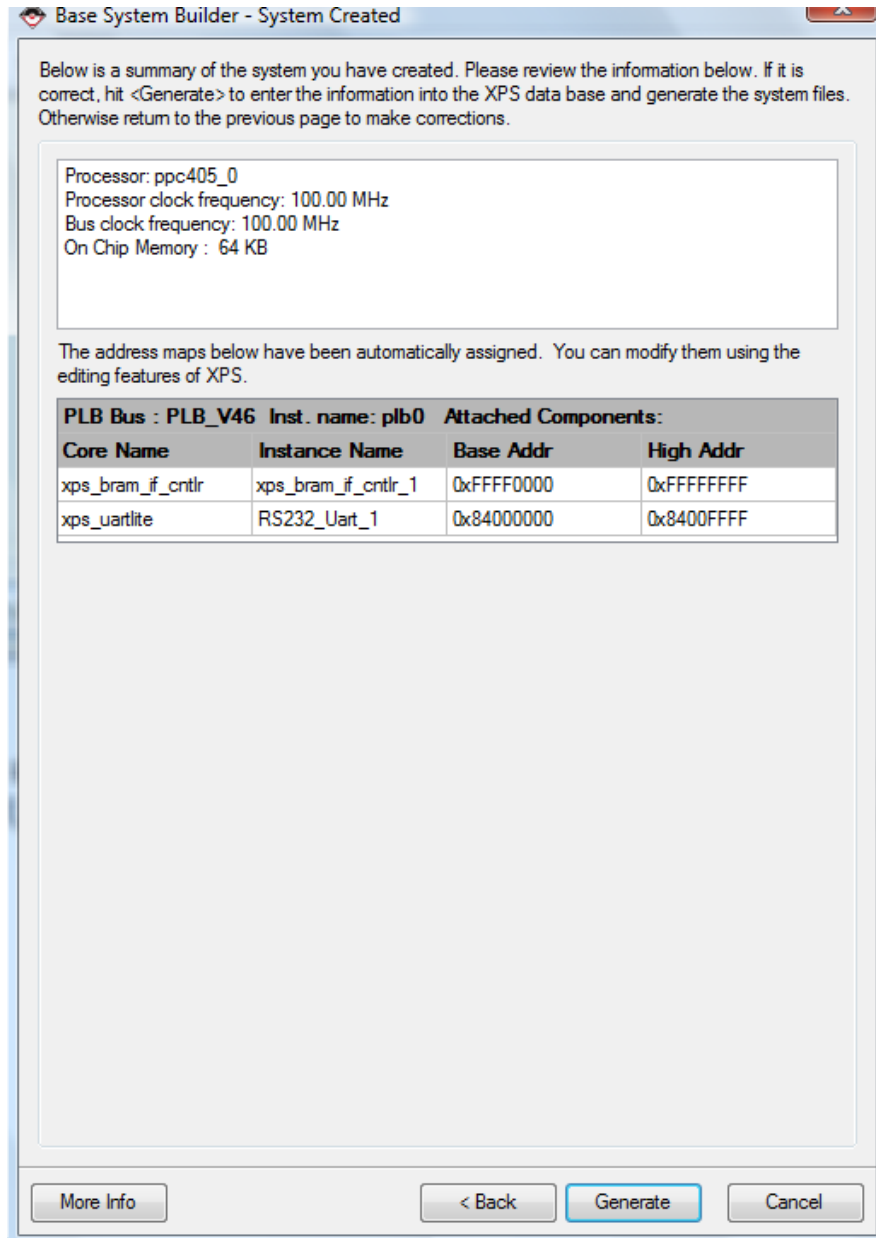 Base System Builder - System Created
Below is a summary of the system you have created. Please review the information below. If it is
correct, hit <Generate> to enter the information into the XPS data base and generate the system files.
Otherwise return to the previous page to make corrections.
Processor: ppc405_0
Processor clock frequency: 100.00 MHz
Bus clock frequency: 100.00 MHz
On Chip Memory :  64 KB
The address maps below have been automatically assigned.  You can modify them using the
editing features of XPS.
PLB Bus : PLB_V46  Inst. name: plb0   Attached Components:
Core Name Instance Name Base Addr High Addr
xps_bram_if_cntlr xps_bram_if_cntlr_1 0xFFFF0000 0xFFFFFFFF
xps_uartlite RS232_Uart_1 0x84000000 0x8400FFFF
More Info < Back Generate Cancel